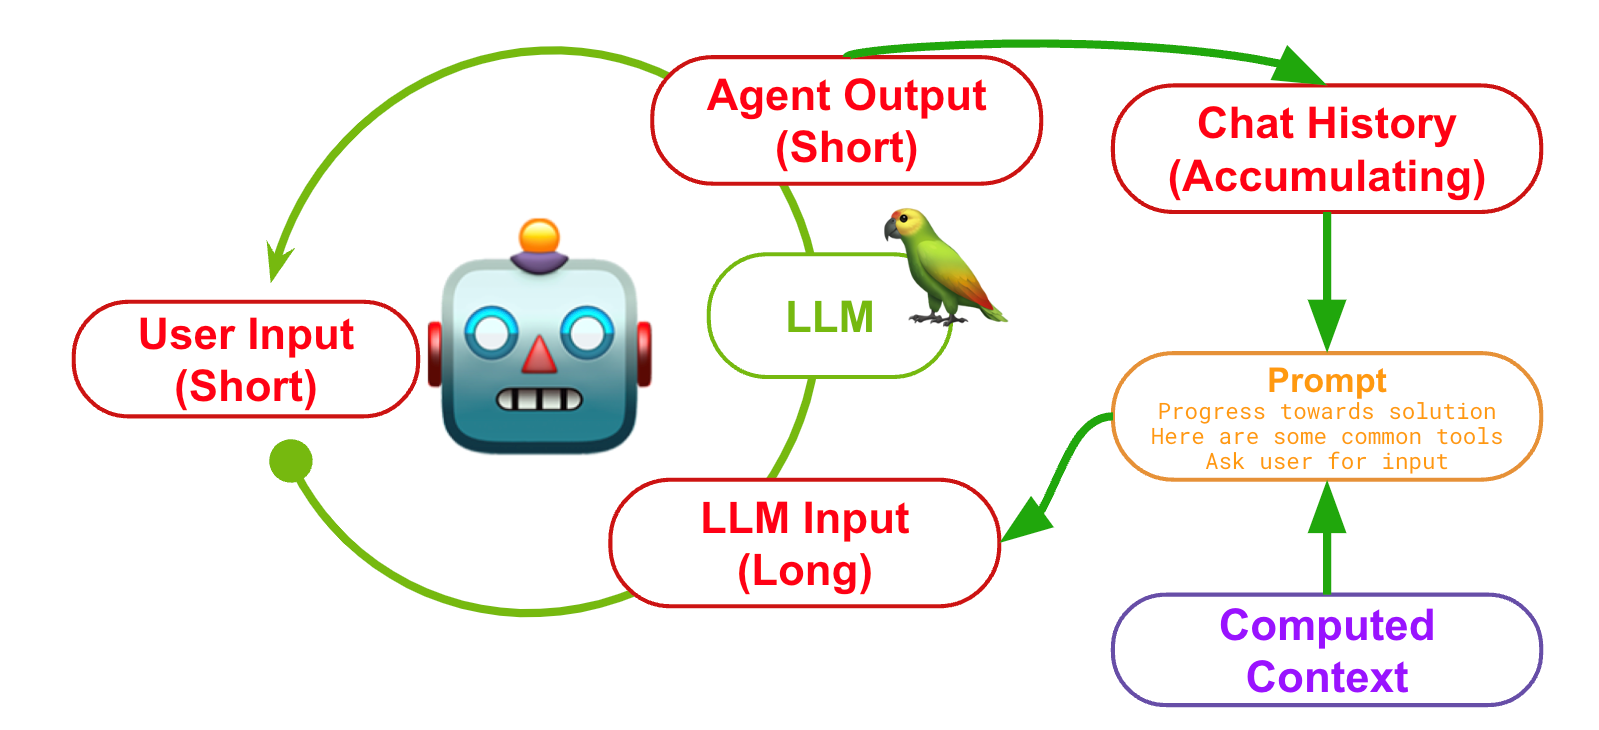 Agent Output
(Short)
Chat History
(Accumulating)
User Input
(Short)
LLM
Prompt
Progress towards solution
Here are some common tools
Ask user for input
LLM Input
(Long)
Computed
Context